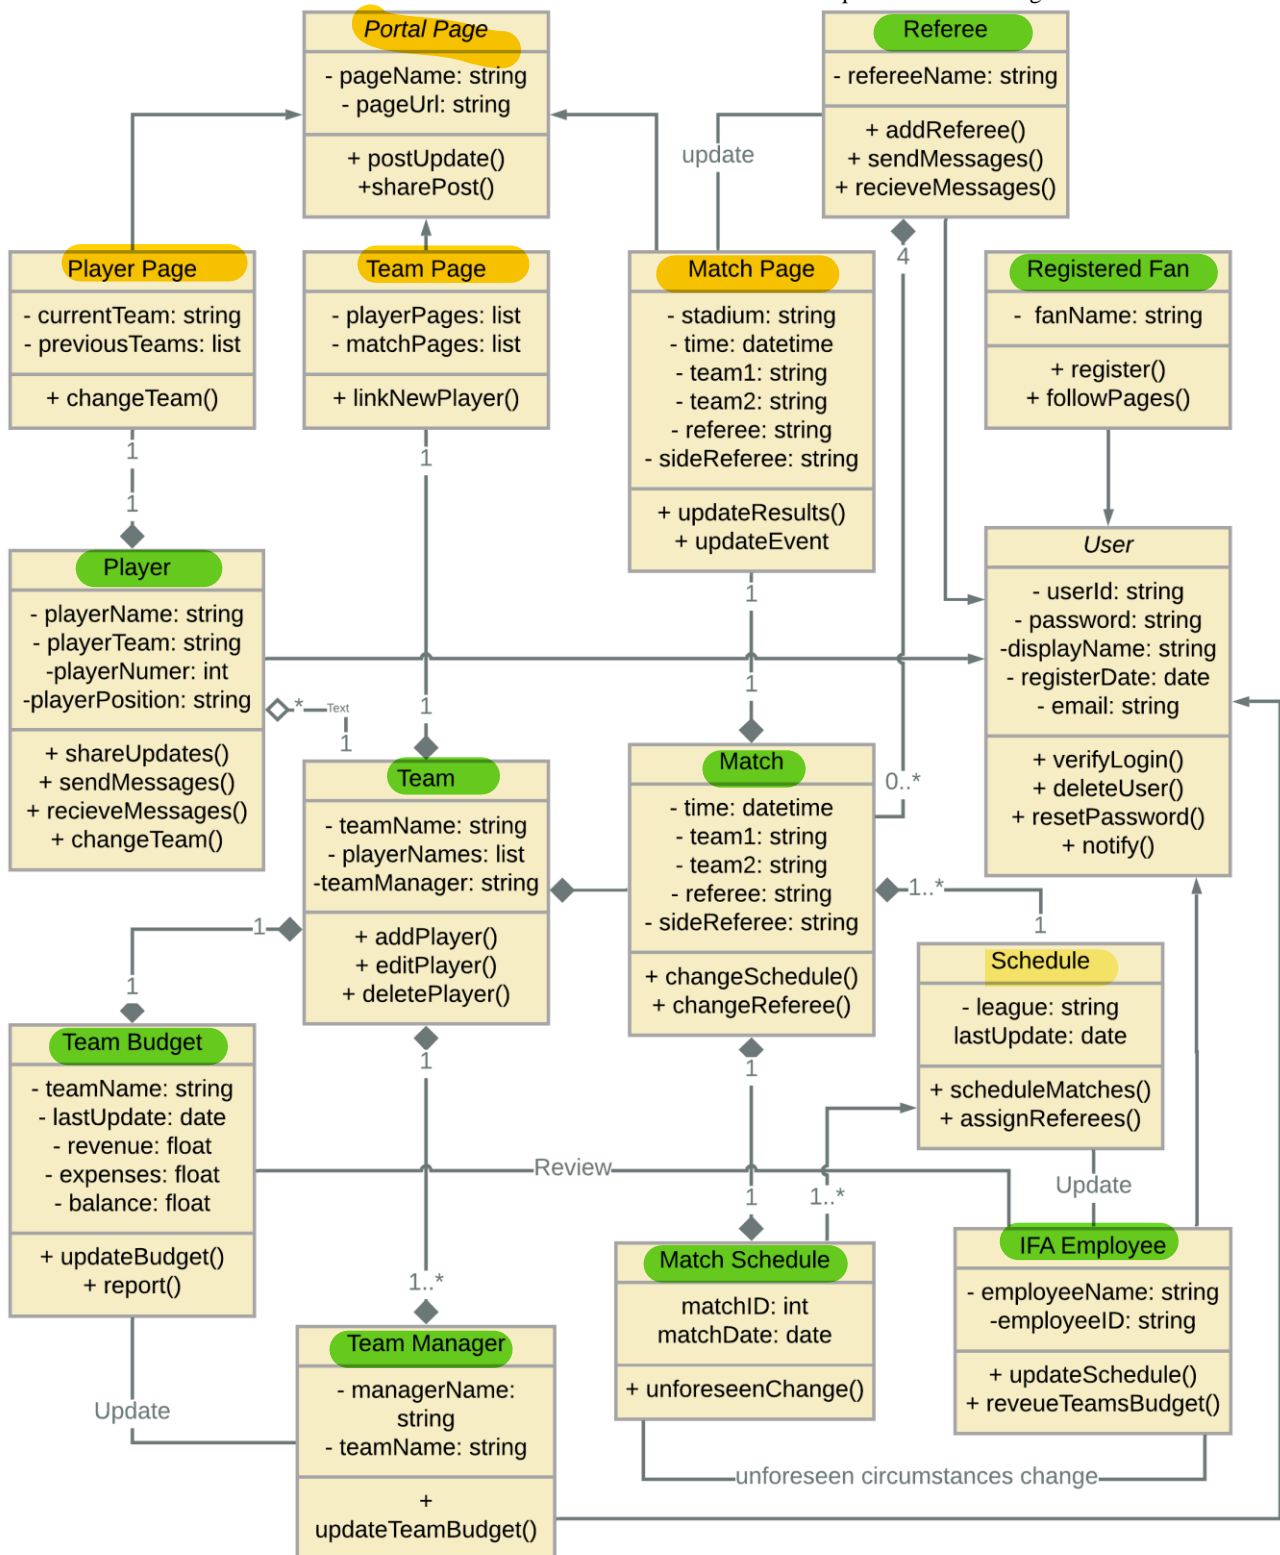 Portal Page
- pageName: string
- pageUrl: string
+ postUpdate()
+sharePost()
Referee
- refereeName: string
+ addReferee()
+ sendMessages()
+ recieveMessages()
update
4
Player Page
- currentTeam: string
- previousTeams: list
+ changeTeam()
Team Page
- playerPages: list
- matchPages: list
+ linkNewPlayer()
Match Page
- stadium: string
- time: datetime
- team1: string
- team2: string
- referee: string
- sideReferee: string
+ updateResults()
+ updateEvent
Registered Fan
- fanName: string
+ register()
+ followPages()
1
1
1
1
1
1
Player
- playerName: string
- playerTeam: string
-playerNumer: int
-playerPosition: string
+ shareUpdates()
+ sendMessages()
+ recieveMessages()
+ changeTeam()
* Text
1
User
- userId: string
- password: string
-displayName: string
- registerDate: date
- email: string
+ verifyLogin()
+ deleteUser()
+ resetPassword()
+ notify()
Team
- teamName: string
- playerNames: list
-teamManager: string
+ addPlayer()
+ editPlayer()
+ deletePlayer()
Match
- time: datetime
- team1: string
- team2: string
- referee: string
- sideReferee: string
+ changeSchedule()
+ changeReferee()
0..*
1..*
1
1
1
Schedule
- league: string
lastUpdate: date
+ scheduleMatches()
+ assignReferees()
Team Budget
- teamName: string
- lastUpdate: date
- revenue: float
- expenses: float
- balance: float
+ updateBudget()
+ report()
1
1
Review
1
1..*
Update
1..*
Team Manager
- managerName:
string
- teamName: string
+
updateTeamBudget()
Update
Match Schedule
matchID: int
matchDate: date
+ unforeseenChange()
IFA Employee
- employeeName: string
-employeeID: string
+ updateSchedule()
+ reveueTeamsBudget()
unforeseen circumstances change